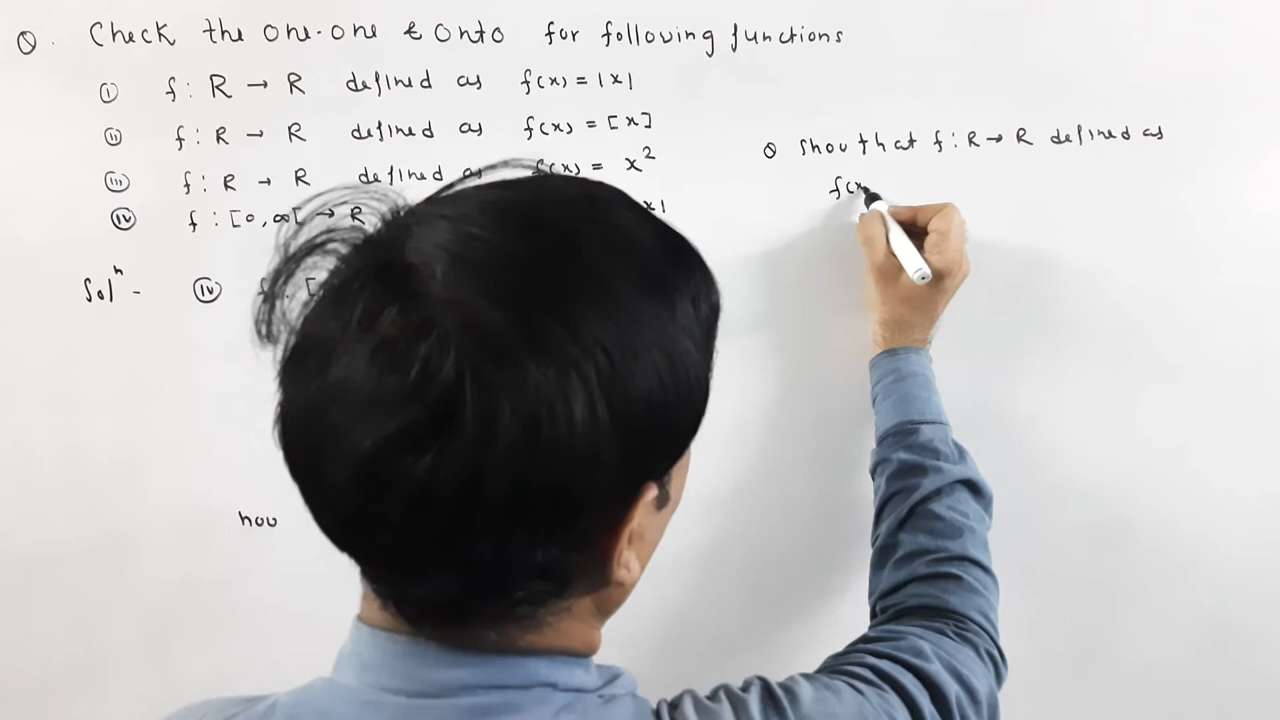 Q. Check the one-one & onto for following functions
(i) f : R → R defined as f(x) = |x|
(ii) f : R → R defined as f(x) = [x]
(iii) f : R → R defined as f(x) = x²
(iv) f : [0, ∞[ → R x|
Solⁿ - (iv) f : [
how
Q Show that f : R → R defined as
f(x